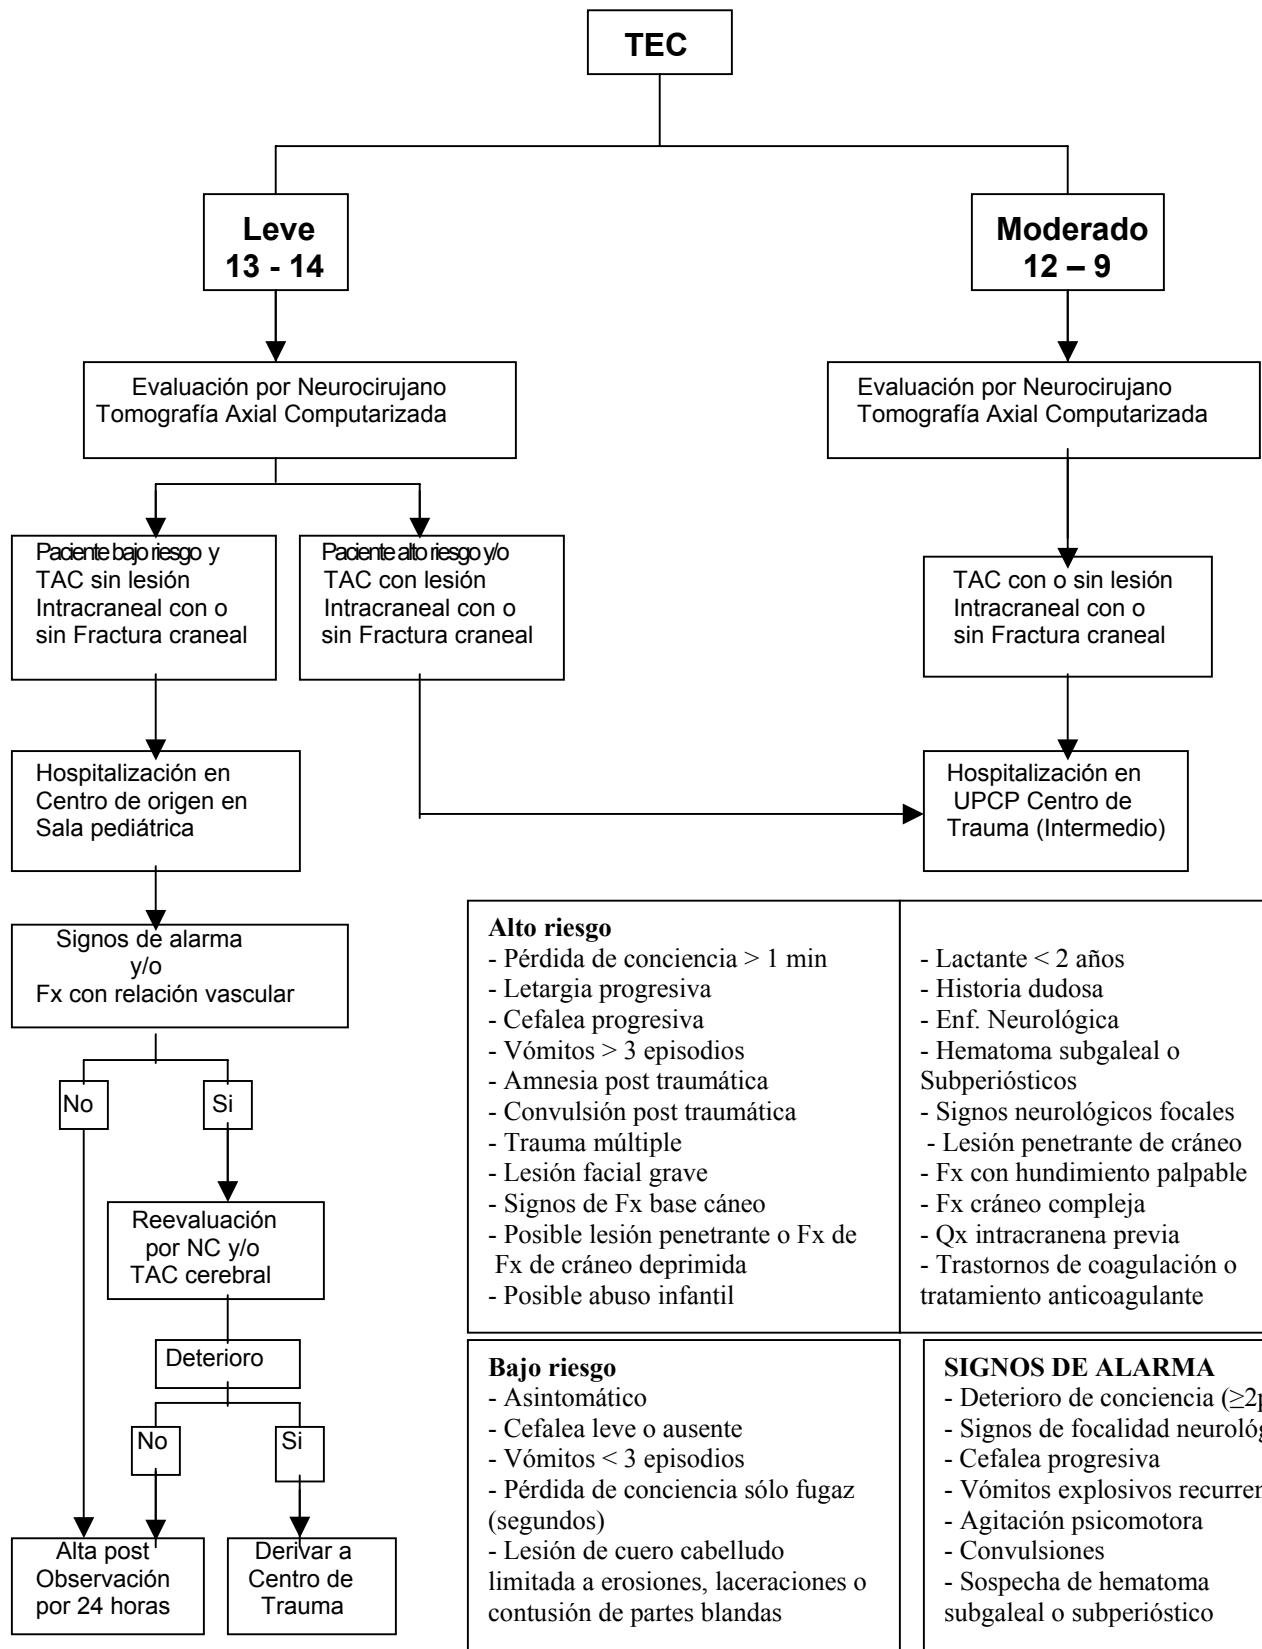 TEC
Leve
13 - 14
Moderado
12 – 9
Evaluación por Neurocirujano
Tomografía Axial Computarizada
Evaluación por Neurocirujano
Tomografía Axial Computarizada
Paciente bajo riesgo y
TAC sin lesión
Intracraneal con o
sin Fractura craneal
Paciente alto riesgo y/o
TAC con lesión
Intracraneal con o
sin Fractura craneal
TAC con o sin lesión
Intracraneal con o
sin Fractura craneal
Hospitalización en
Centro de origen en
Sala pediátrica
Hospitalización en
UPCP Centro de
Trauma (Intermedio)
Signos de alarma
y/o
Fx con relación vascular
No
Si
Reevaluación
por NC y/o
TAC cerebral
Deterioro
No
Si
Alta post
Observación
por 24 horas
Derivar a
Centro de
Trauma
Alto riesgo
- Pérdida de conciencia > 1 min
- Letargia progresiva
- Cefalea progresiva
- Vómitos > 3 episodios
- Amnesia post traumática
- Convulsión post traumática
- Trauma múltiple
- Lesión facial grave
- Signos de Fx base cáneo
- Posible lesión penetrante o Fx de
Fx de cráneo deprimida
- Posible abuso infantil
- Lactante < 2 años
- Historia dudosa
- Enf. Neurológica
- Hematoma subgaleal o
Subperiósticos
- Signos neurológicos focales
- Lesión penetrante de cráneo
- Fx con hundimiento palpable
- Fx cráneo compleja
- Qx intracranena previa
- Trastornos de coagulación o
tratamiento anticoagulante
Bajo riesgo
- Asintomático
- Cefalea leve o ausente
- Vómitos < 3 episodios
- Pérdida de conciencia sólo fugaz
(segundos)
- Lesión de cuero cabelludo
limitada a erosiones, laceraciones o
contusión de partes blandas
SIGNOS DE ALARMA
- Deterioro de conciencia (≥2p
- Signos de focalidad neurológ
- Cefalea progresiva
- Vómitos explosivos recurren
- Agitación psicomotora
- Convulsiones
- Sospecha de hematoma
subgaleal o subperióstico